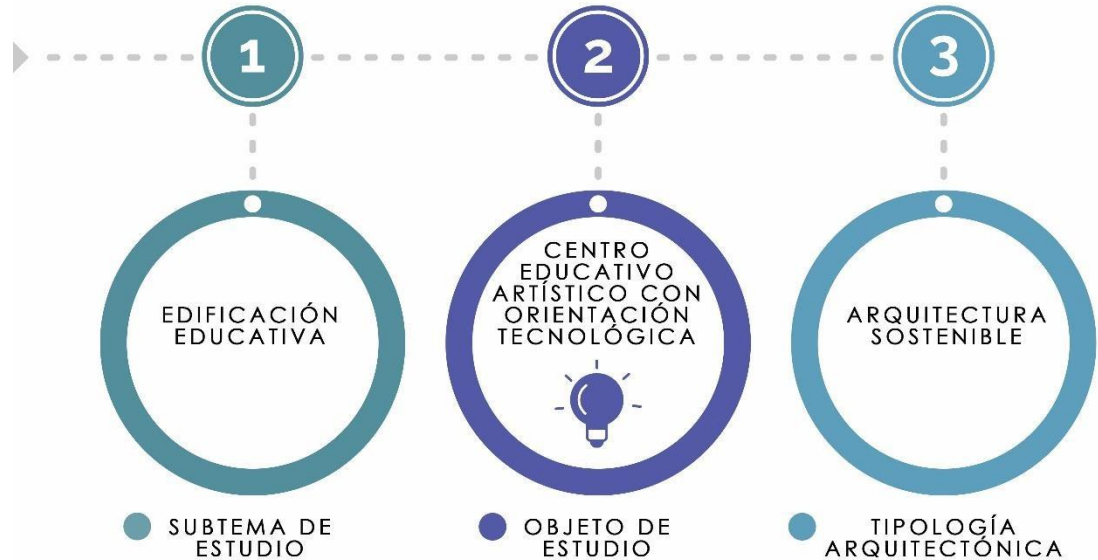 1
2
3
EDIFICACIÓN
EDUCATIVA
CENTRO
EDUCATIVO
ARTÍSTICO CON
ORIENTACIÓN
TECNOLÓGICA
ARQUITECTURA
SOSTENIBLE
SUBTEMA DE
ESTUDIO
OBJETO DE
ESTUDIO
TIPOLOGÍA
ARQUITECTÓNICA